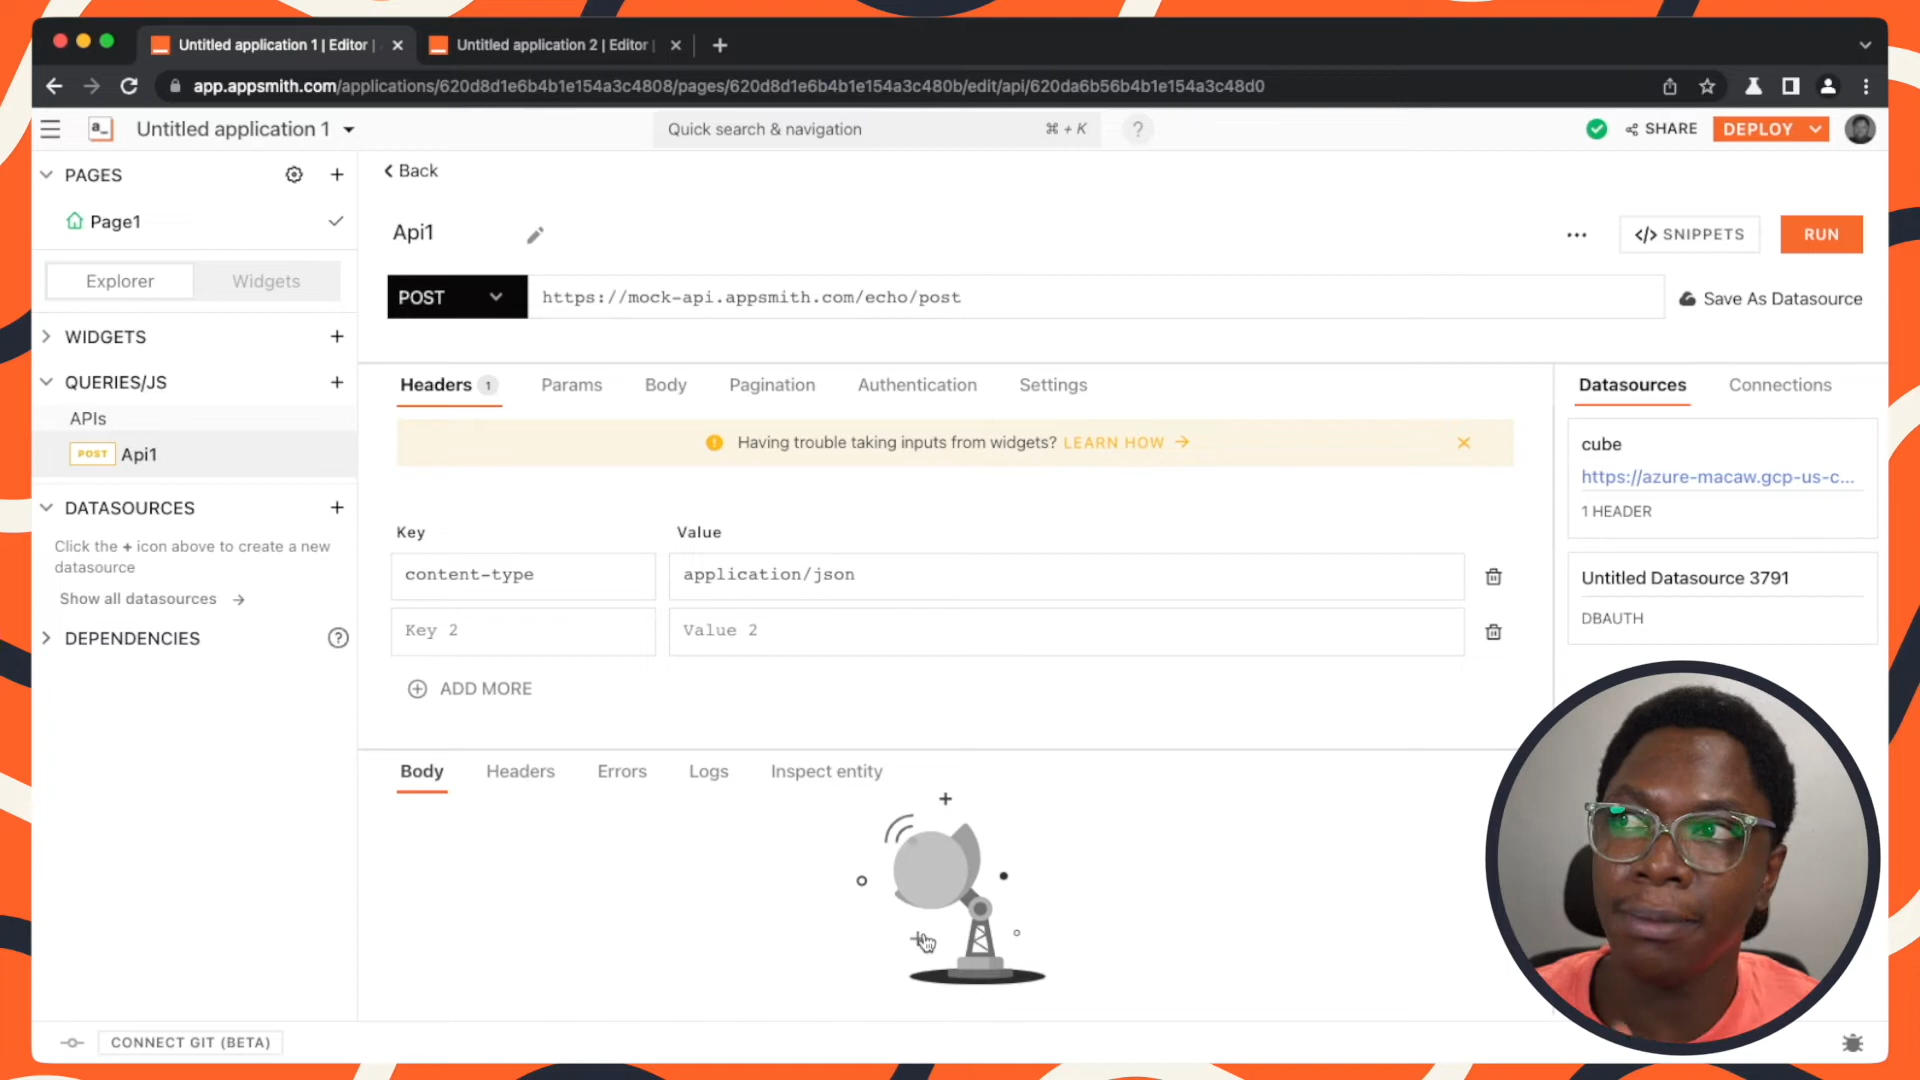 Untitled application 1 | Editor |
Untitled application 2 | Editor
app.appsmith.com/applications/620d8d1e6b4b1e154a3c4808/pages/620d8d1e6b4b1e154a3c480b/edit/api/620da6b56b4b1e154a3c48d0
a_
Untitled application 1
Quick search & navigation
⌘ + K
?
SHARE
DEPLOY
PAGES
Page1
Explorer
Widgets
WIDGETS
QUERIES/JS
APIs
POST Api1
DATASOURCES
Click the + icon above to create a new
datasource
Show all datasources →
DEPENDENCIES
?
CONNECT GIT (BETA)
Back
Api1
</> SNIPPETS
RUN
POST
https://mock-api.appsmith.com/echo/post
Save As Datasource
Headers 1
Params
Body
Pagination
Authentication
Settings
Having trouble taking inputs from widgets? LEARN HOW →
Key
Value
content-type
application/json
Key 2
Value 2
ADD MORE
Body
Headers
Errors
Logs
Inspect entity
Datasources
Connections
cube
https://azure-macaw.gcp-us-c...
1 HEADER
Untitled Datasource 3791
DBAUTH